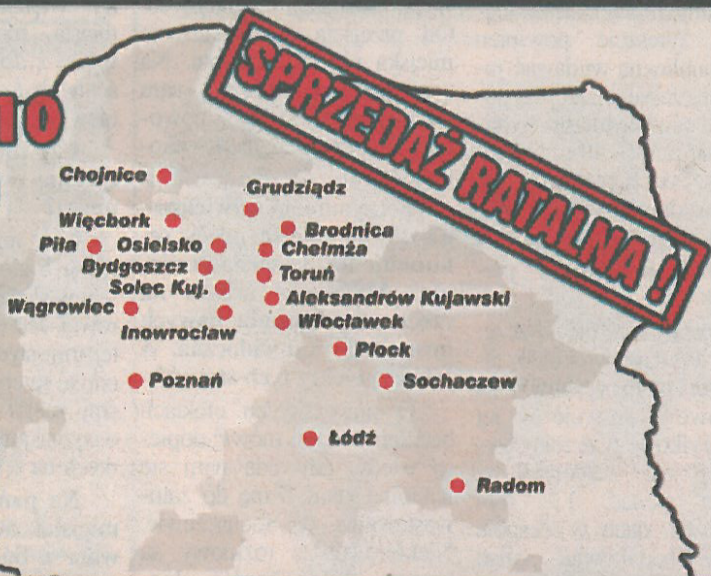 SPRZEDAŻ RATALNA !
10
Chojnice
Grudziądz
Więcbork
Brodnica
Piła
Osielsko
Chełmża
Bydgoszcz
Toruń
Solec Kuj.
Aleksandrów Kujawski
Wągrowiec
Inowrocław
Włocławek
Płock
Poznań
Sochaczew
Łódź
Radom